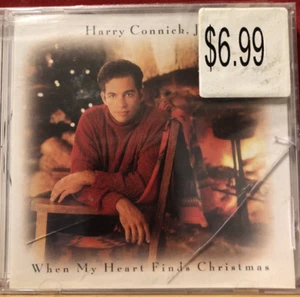 Harry Connick, J
$6.99
When My Heart Finds Christmas